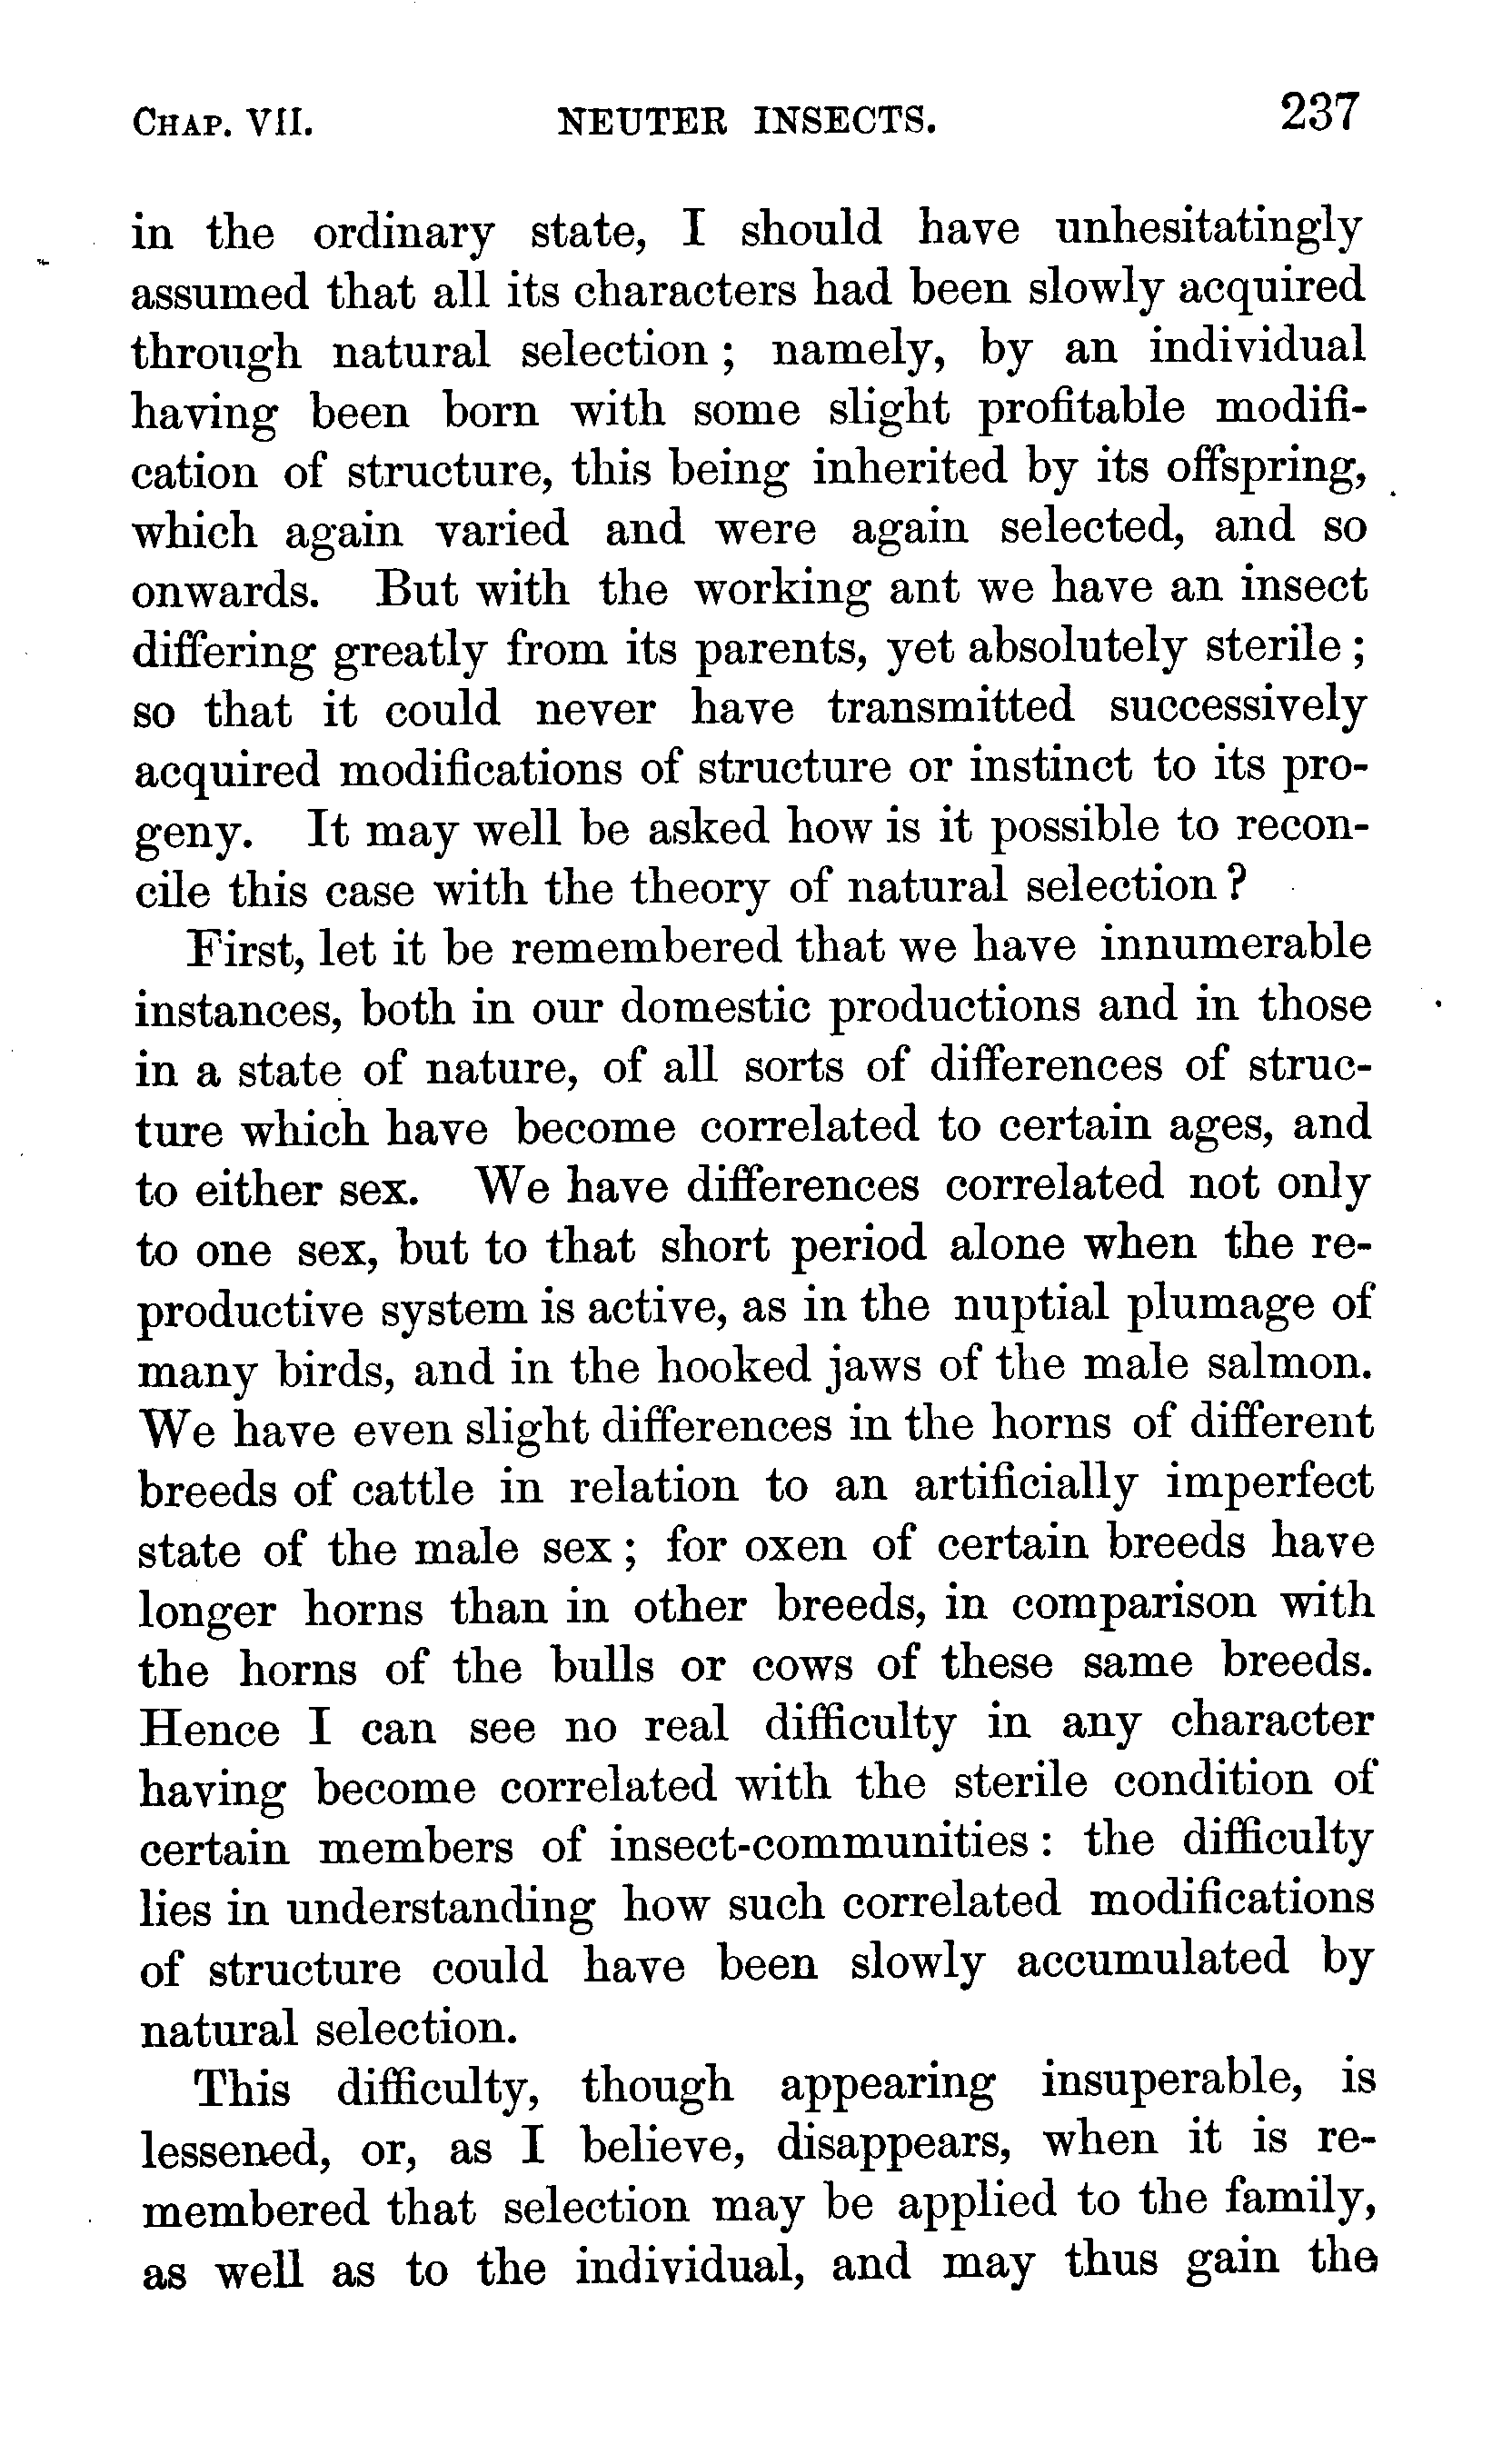 CHAP. VII. NEUTER INSECTS. 237
in the ordinary state, I should have unhesitatingly
assumed that all its characters had been slowly acquired
through natural selection ; namely, by an individual
having been born with some slight profitable modifi-
cation of structure, this being inherited by its offspring,
which again varied and were again selected, and so
onwards. But with the working ant we have an insect
differing greatly from its parents, yet absolutely sterile ;
so that it could never have transmitted successively
acquired modifications of structure or instinct to its pro-
geny. It may well be asked how is it possible to recon-
cile this case with the theory of natural selection ?
First, let it be remembered that we have innumerable
instances, both in our domestic productions and in those
in a state of nature, of all sorts of differences of struc-
ture which have become correlated to certain ages, and
to either sex. We have differences correlated not only
to one sex, but to that short period alone when the re-
productive system is active, as in the nuptial plumage of
many birds, and in the hooked jaws of the male salmon.
We have even slight differences in the horns of different
breeds of cattle in relation to an artificially imperfect
state of the male sex ; for oxen of certain breeds have
longer horns than in other breeds, in comparison with
the horns of the bulls or cows of these same breeds.
Hence I can see no real difficulty in any character
having become correlated with the sterile condition of
certain members of insect-communities : the difficulty
lies in understanding how such correlated modifications
of structure could have been slowly accumulated by
natural selection.
This difficulty, though appearing insuperable, is
lessened, or, as I believe, disappears, when it is re-
membered that selection may be applied to the family,
as well as to the individual, and may thus gain the